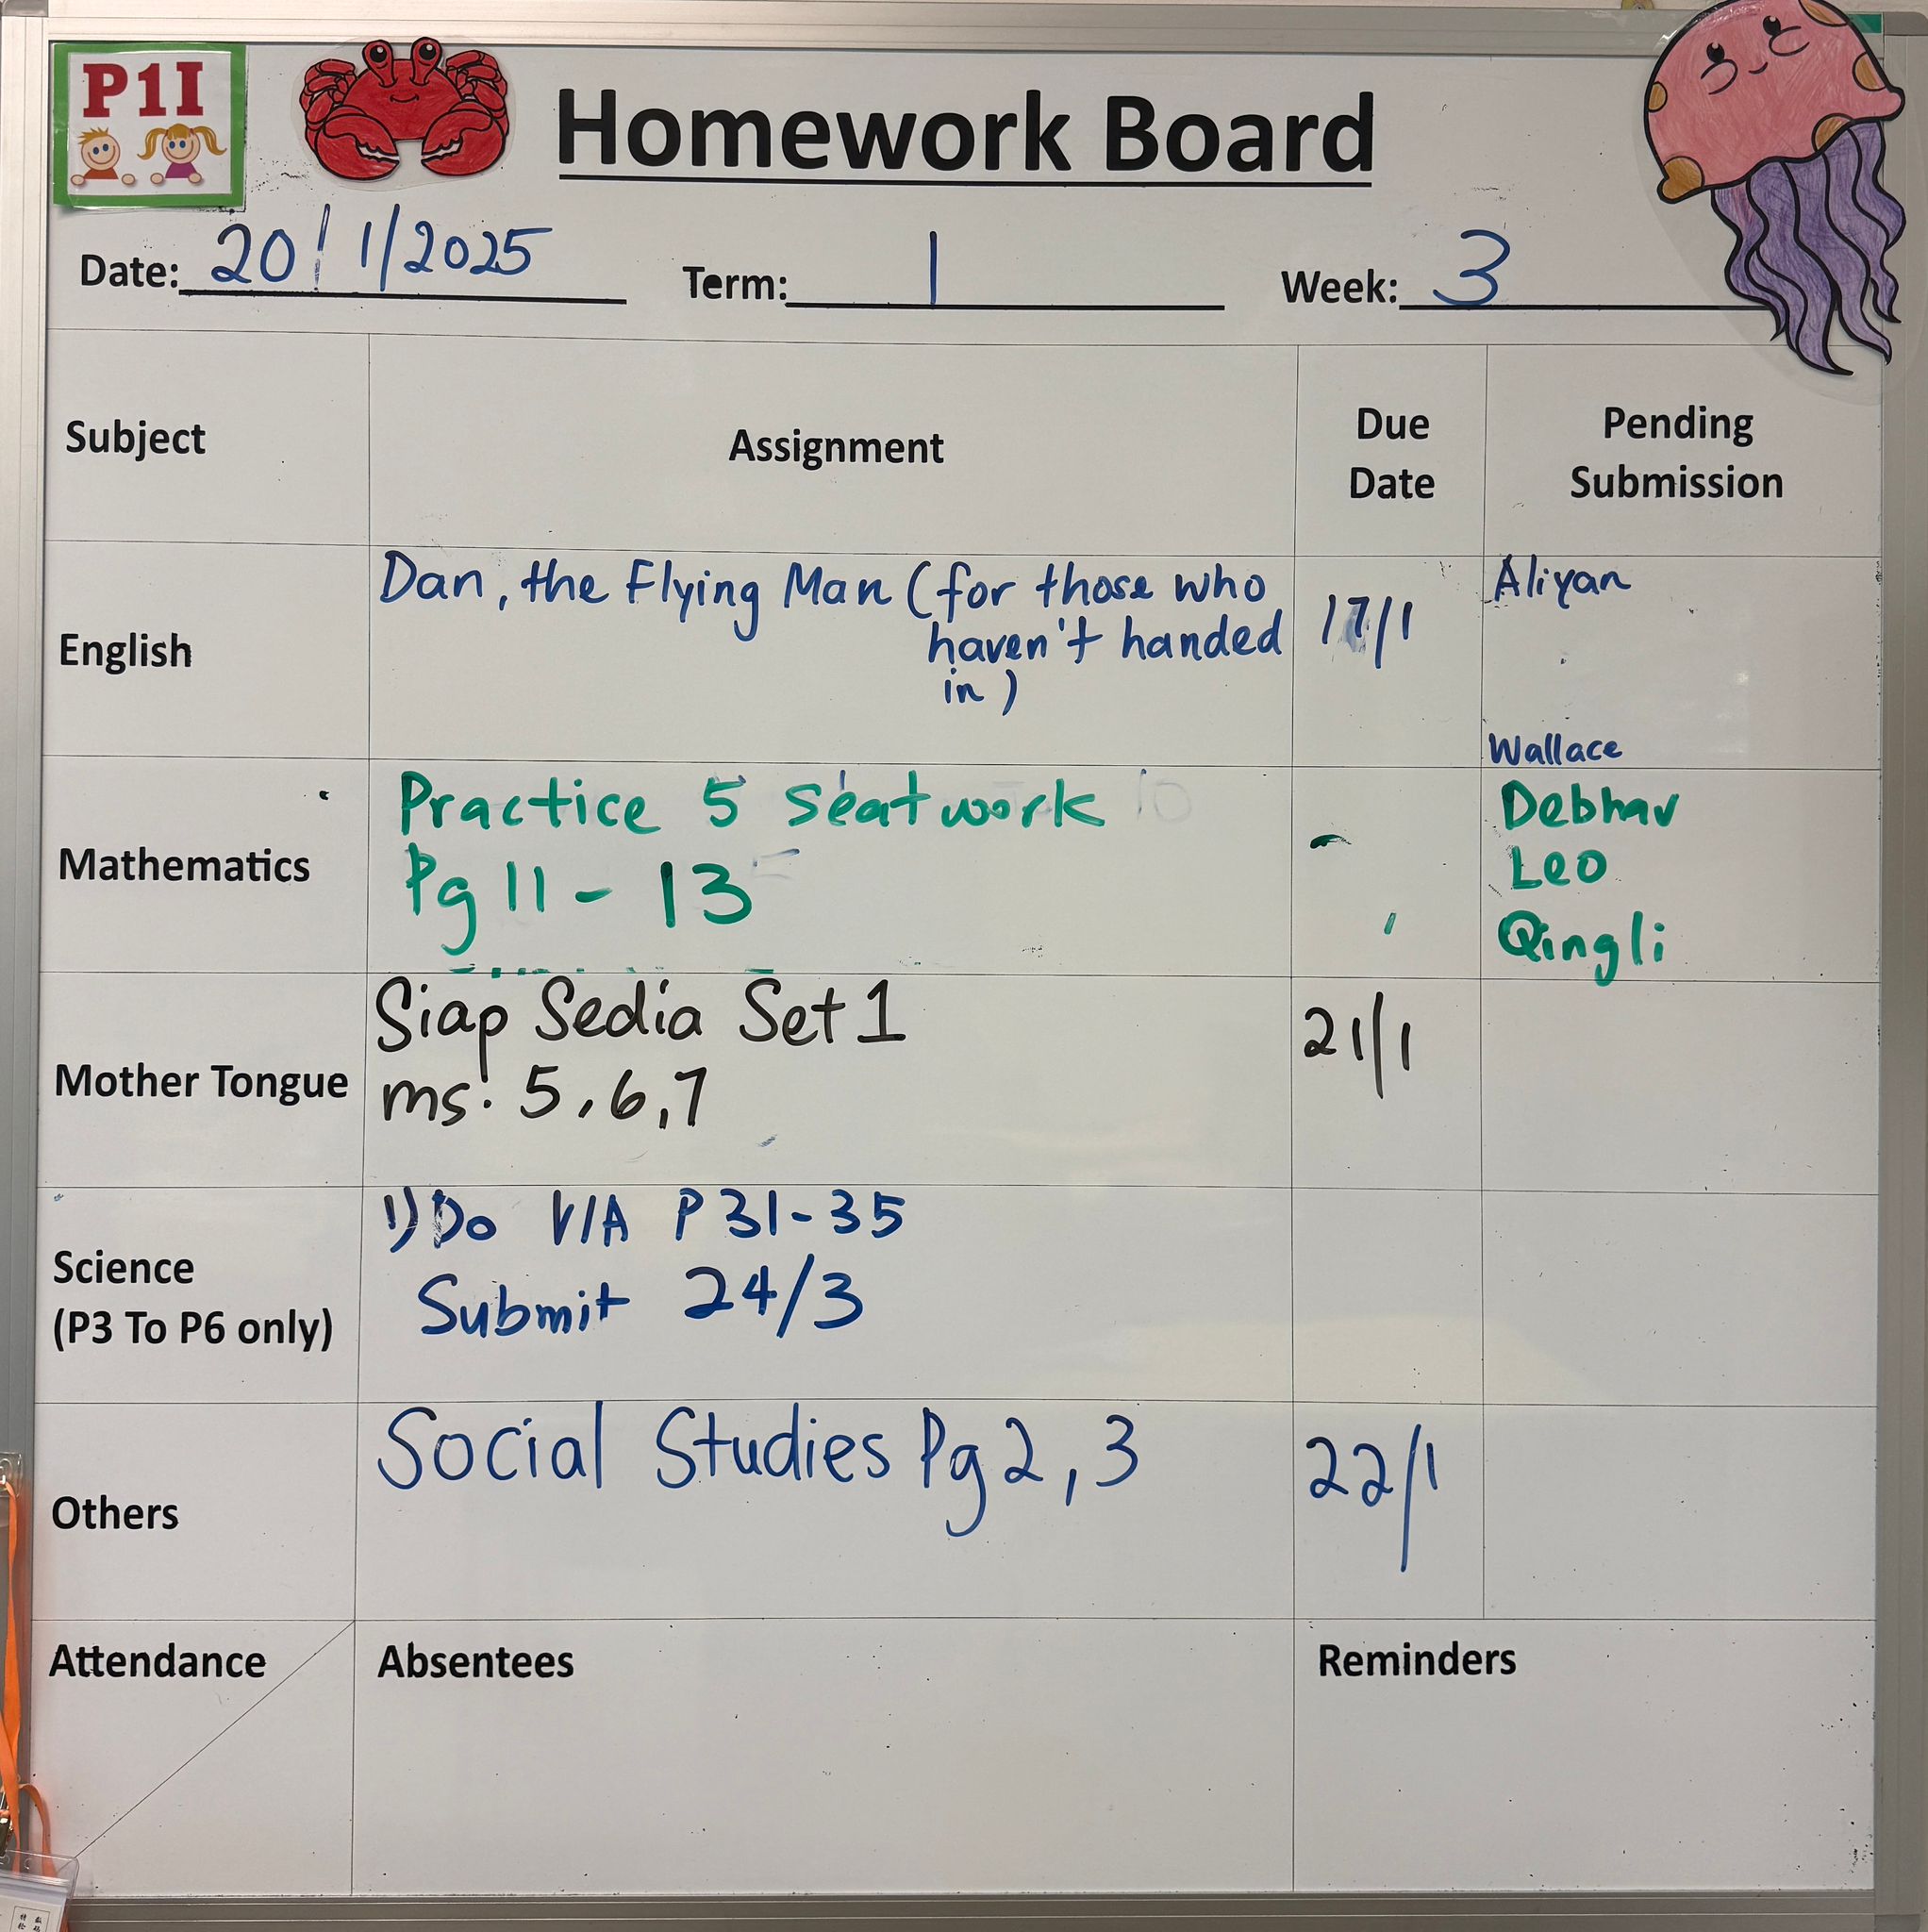 P1I
Homework Board
Date: 20/1/2025
Term: 1
Week: 3
Subject
Assignment
Due
Date
Pending
Submission
English
Dan, the Flying Man (for those who
haven't handed
in)
17/1
Aliyan
Wallace
Mathematics
Practice 5 seatwork
Pg 11 - 13
-
Debhav
Leo
Qingli
Mother Tongue
Siap Sedia Set 1
ms: 5, 6, 7
21/1
Science
(P3 To P6 only)
1) Do V/A P 31-35
Submit 24/3
Others
Social Studies Pg 2, 3
22/1
Attendance
Absentees
Reminders